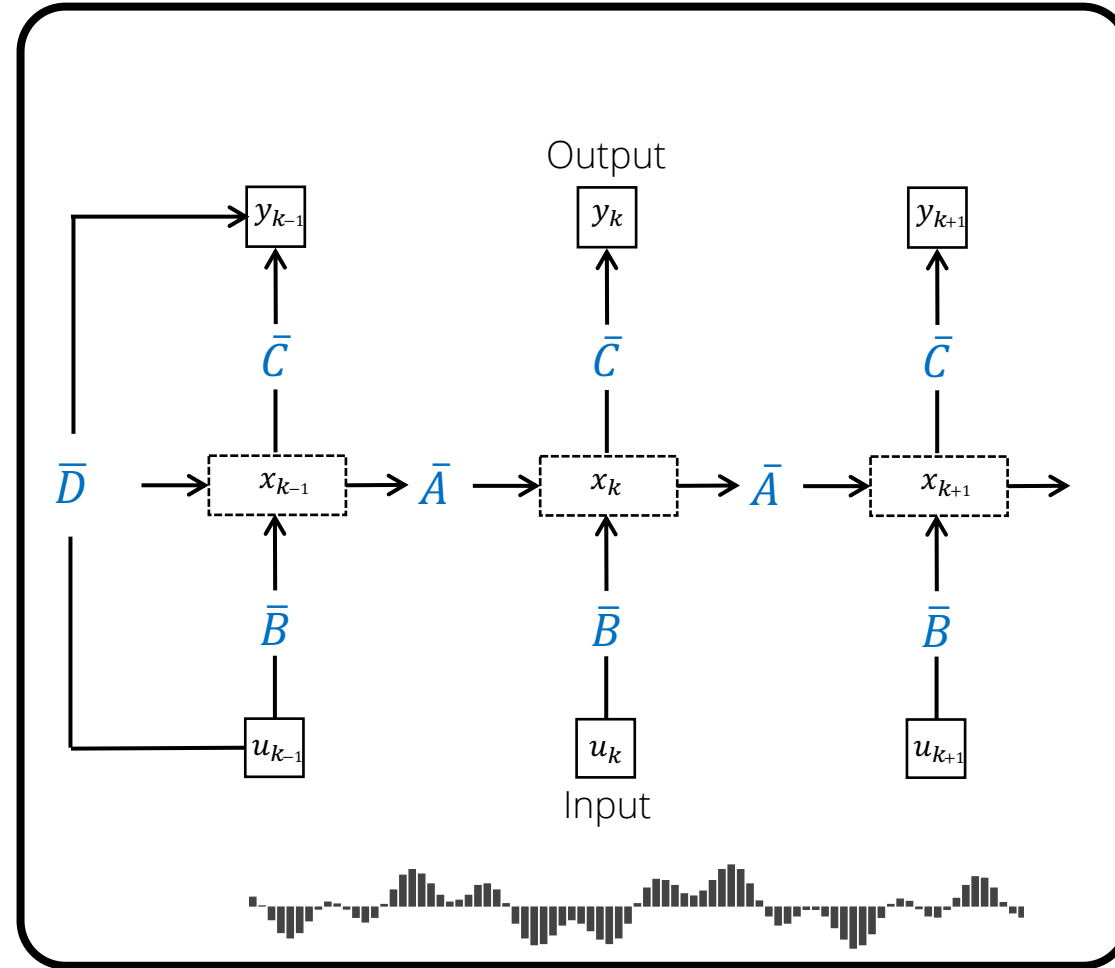 Output
y_{k-1} y_k y_{k+1}
C̄ C̄ C̄
D̄ x_{k-1} Ā x_k Ā x_{k+1}
B̄ B̄ B̄
u_{k-1} u_k u_{k+1}
Input